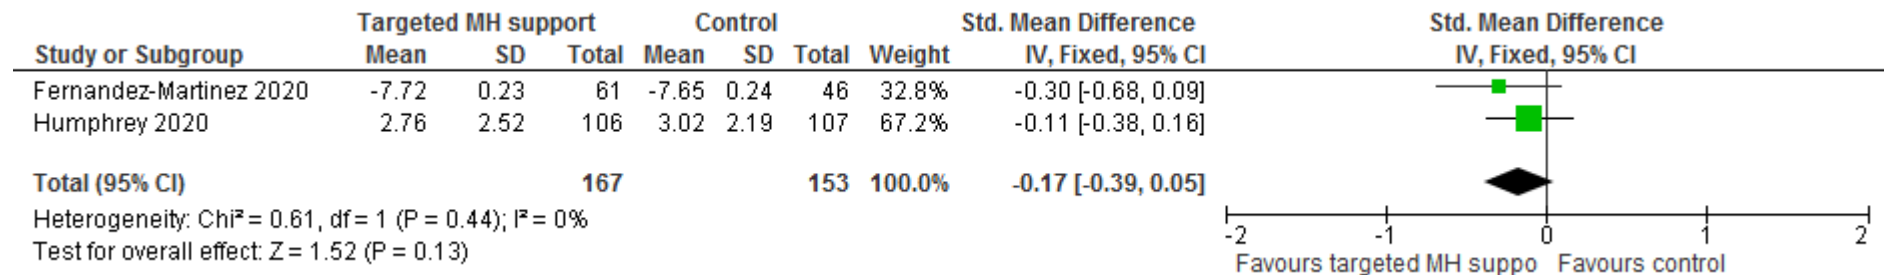 Targeted MH support Control Std. Mean Difference Std. Mean Difference
Study or Subgroup Mean SD Total Mean SD Total Weight IV, Fixed, 95% CI IV, Fixed, 95% CI
Fernandez-Martinez 2020 -7.72 0.23 61 -7.65 0.24 46 32.8% -0.30 [-0.68, 0.09]
Humphrey 2020 2.76 2.52 106 3.02 2.19 107 67.2% -0.11 [-0.38, 0.16]
Total (95% CI) 167 153 100.0% -0.17 [-0.39, 0.05]
Heterogeneity: Chi² = 0.61, df = 1 (P = 0.44); I² = 0%
Test for overall effect: Z = 1.52 (P = 0.13)
-2 -1 0 1 2
Favours targeted MH suppo Favours control